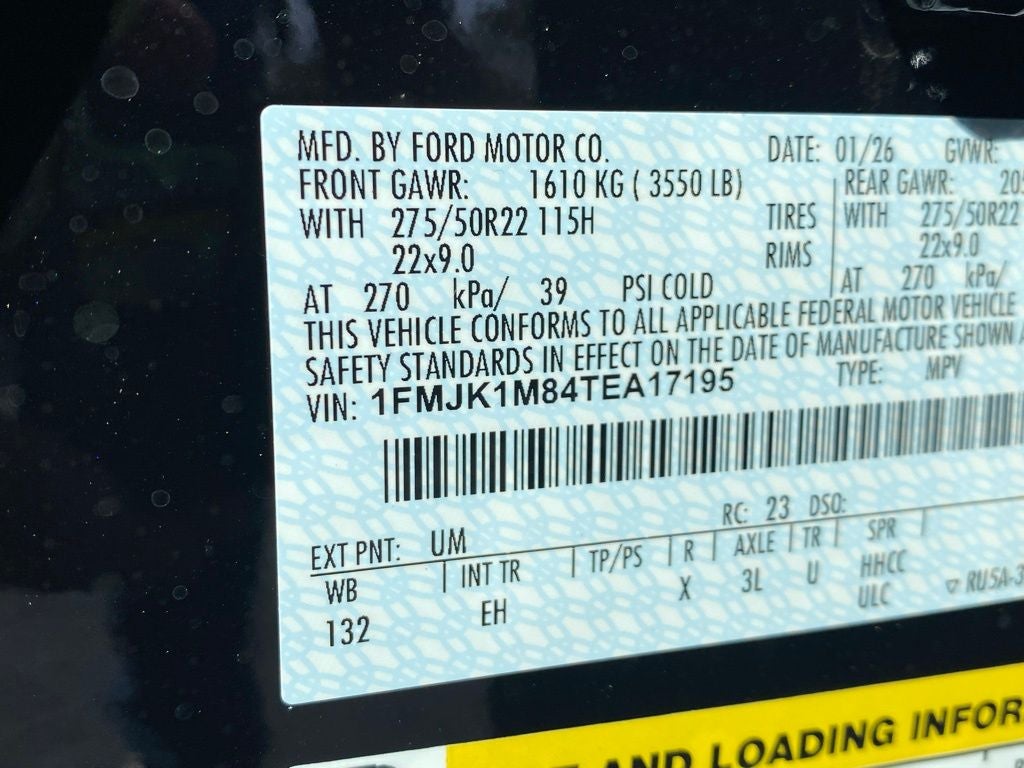 MFD. BY FORD MOTOR CO. DATE: 01/26 GVWR:
FRONT GAWR: 1610 KG ( 3550 LB) REAR GAWR: 205
WITH 275/50R22 115H TIRES WITH 275/50R22
22x9.0 RIMS 22x9.0
AT 270 kPa/ 39 PSI COLD AT 270 kPa/
THIS VEHICLE CONFORMS TO ALL APPLICABLE FEDERAL MOTOR VEHICLE
SAFETY STANDARDS IN EFFECT ON THE DATE OF MANUFACTURE SHOWN A
VIN: 1FMJK1M84TEA17195 TYPE: MPV
RC: 23 DSO:
EXT PNT: UM
WB INT TR TP/PS R AXLE TR SPR
132 EH X 3L U HHCC
ULC ▽ RU5A-3
AND LOADING INFOR